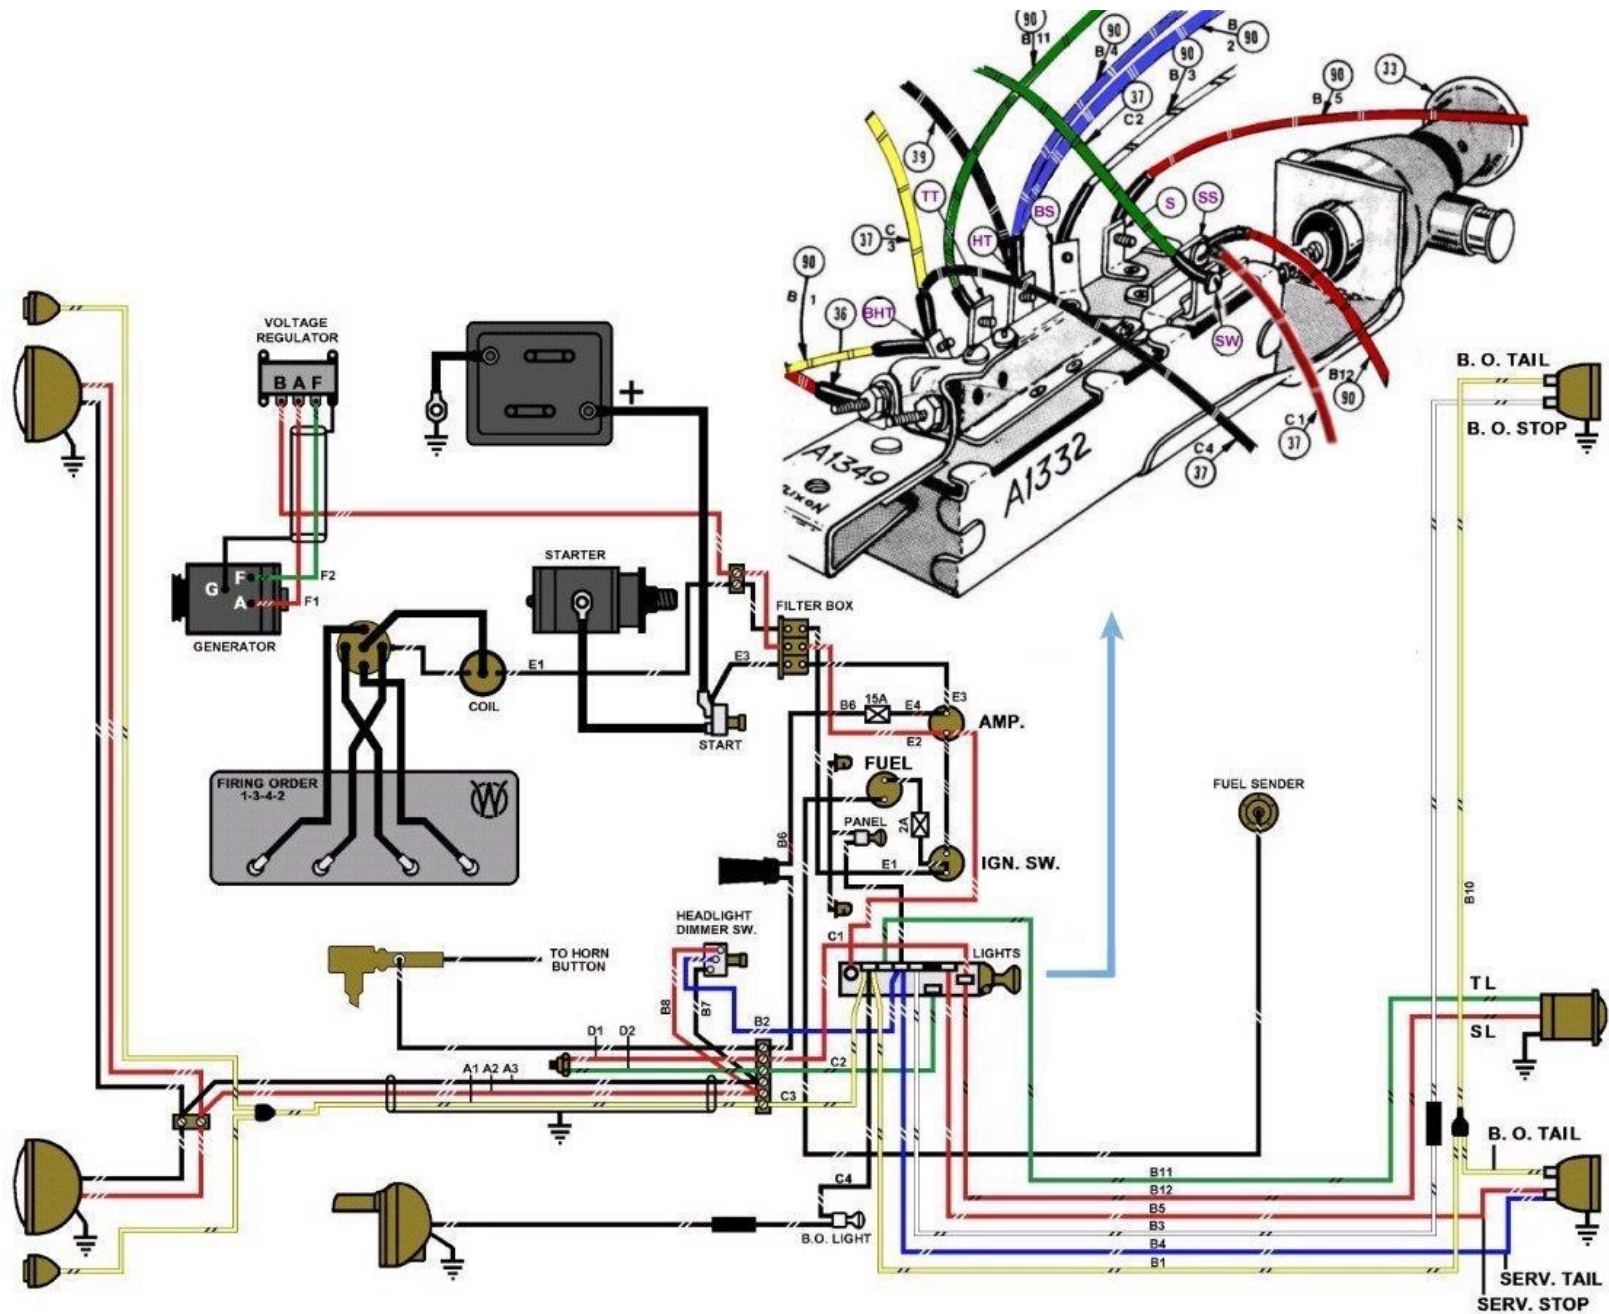 90
B 11
90
B 4
B 2
90
90
B 3
90
B 5
33
37
C2
39
TT
S
SS
BS
HT
37
C 3
90
B 1
36
BHT
SW
B12
90
C 1
37
C4
37
A1349
A1332
VOLTAGE
REGULATOR
B A F
+
B. O. TAIL
B. O. STOP
STARTER
G
F
A
F2
F1
GENERATOR
FILTER BOX
E1
E3
COIL
START
B6
15A
E4
E3
AMP.
E2
FUEL
FUEL SENDER
FIRING ORDER
1-3-4-2
W
PANEL
2A
B6
E1
IGN. SW.
B10
HEADLIGHT
DIMMER SW.
C1
LIGHTS
TO HORN
BUTTON
B8
B7
B2
D1
D2
TL
SL
A1 A2 A3
C2
C3
B. O. TAIL
C4
B11
B12
B5
B3
B4
B1
B.O. LIGHT
SERV. TAIL
SERV. STOP